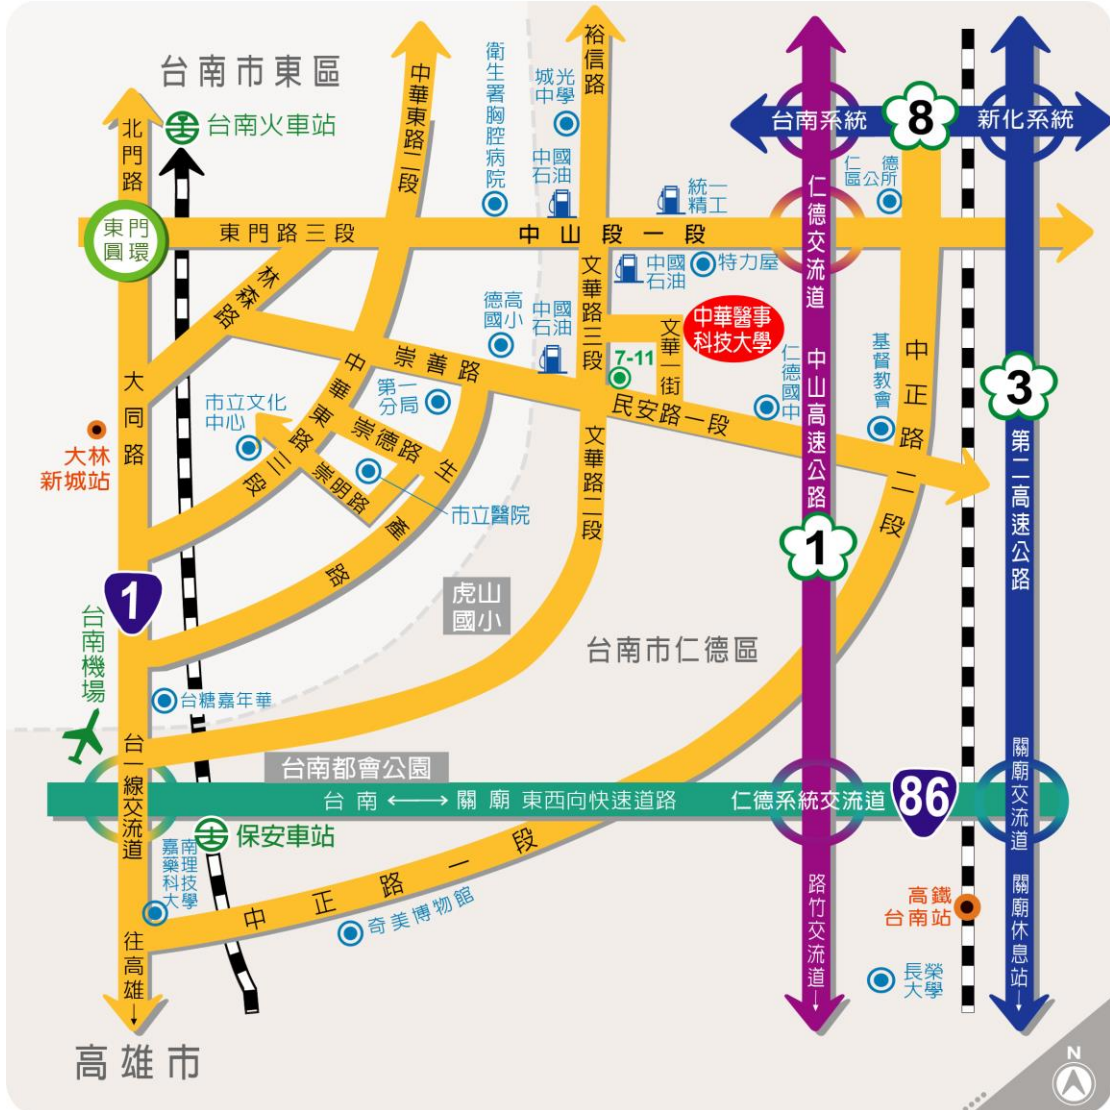 台南市東區
北門路
台南火車站
中華東路二段
衛生署胸腔病院
城光
中學
裕信路
中國
石油
統一
精工
台南系統
8
新化系統
仁德
區公所
仁德交流道
東門
圓環
東門路三段
中山段一段
林森路
中國
石油
特力屋
文華路三段
德高
國小
中國
石油
中華醫事
科技大學
文華一街
7-11
基督教會
中正路二段
大同路
中華東路三段
崇善路
第一
分局
民安路一段
仁德
國中
中山高速公路
3
第二高速公路
市立文化
中心
大林
新城站
崇德路
崇明路
生產路
市立醫院
文華路二段
1
1
台南機場
虎山
國小
台南市仁德區
台糖嘉年華
台一線交流道
台南都會公園
台南 ←→ 關廟 東西向快速道路
仁德系統交流道
86
關廟交流道
保安車站
嘉南
藥理
科技
大學
中正路一段
奇美博物館
路竹交流道↓
高鐵
台南站
關廟休息站↓
長榮
大學
往高雄↓
高雄市
N